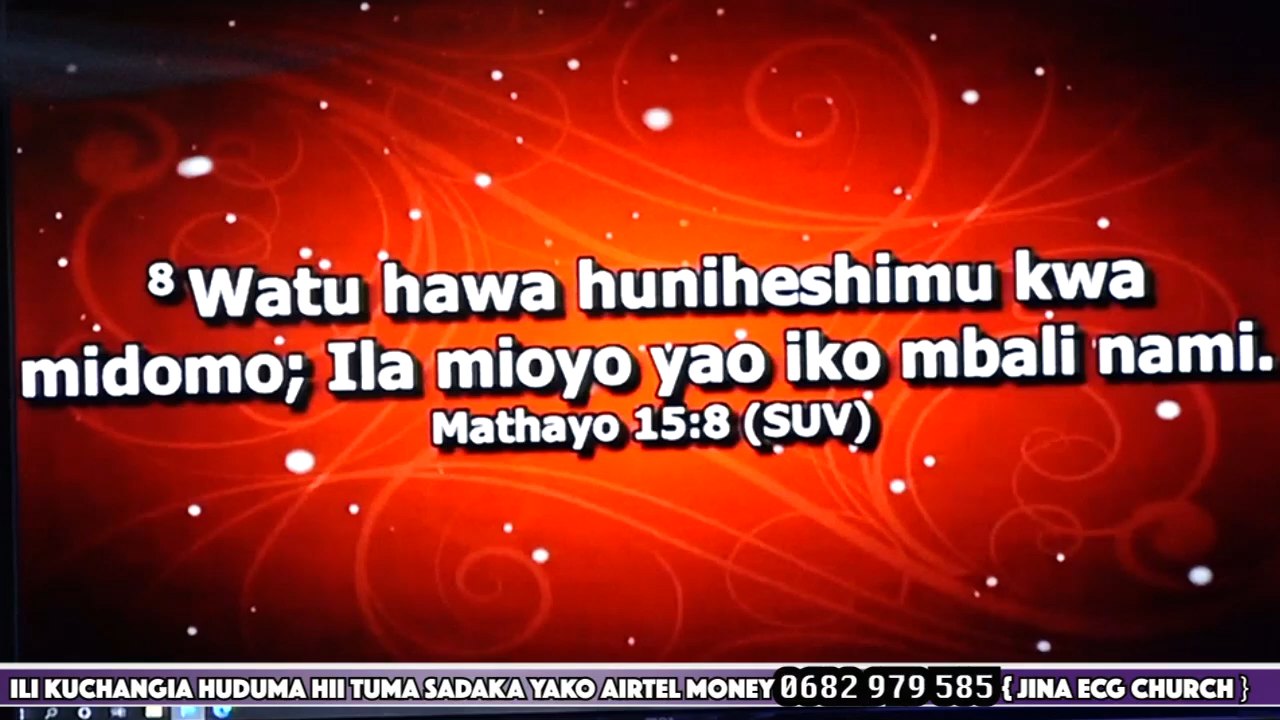 8 Watu hawa huniheshimu kwa
midomo; Ila mioyo yao iko mbali nami.
Mathayo 15:8 (SUV)
ILI KUCHANGIA HUDUMA HII TUMA SADAKA YAKO AIRTEL MONEY 0682 979 585 { JINA ECG CHURCH }